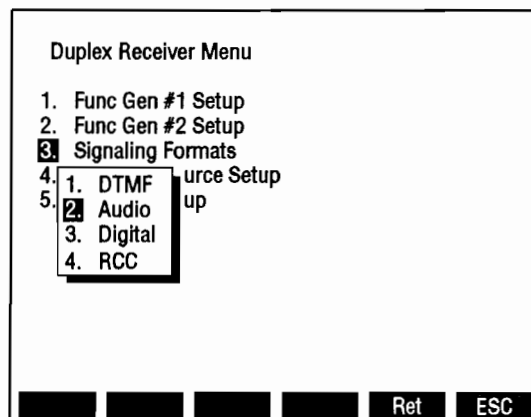 Duplex Receiver Menu
1. Func Gen #1 Setup
2. Func Gen #2 Setup
3. Signaling Formats
4. urce Setup
5. up
1. DTMF
2. Audio
3. Digital
4. RCC
Ret ESC